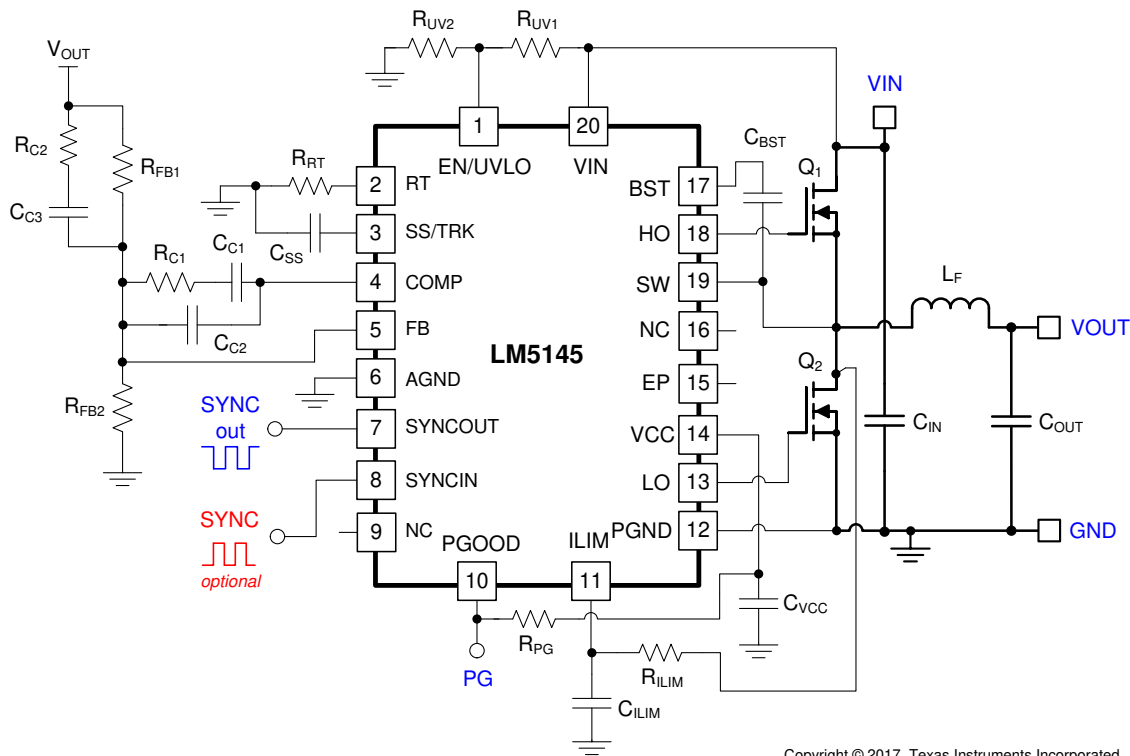 RUV2
RUV1
VOUT
VIN
1
20
CBST
RC2
RFB1
RRT
EN/UVLO
VIN
Q1
2
RT
BST
17
CC3
3
SS/TRK
HO
18
CSS
RC1
CC1
4
COMP
SW
19
LF
CC2
5
FB
NC
16
VOUT
LM5145
6
AGND
EP
15
Q2
RFB2
SYNC
out
7
SYNCOUT
VCC
14
CIN
COUT
8
SYNCIN
LO
13
SYNC
optional
9
NC
PGOOD
ILIM
PGND
12
GND
10
11
CVCC
RPG
PG
RILIM
CILIM
Copyright © 2017, Texas Instruments Incorporated